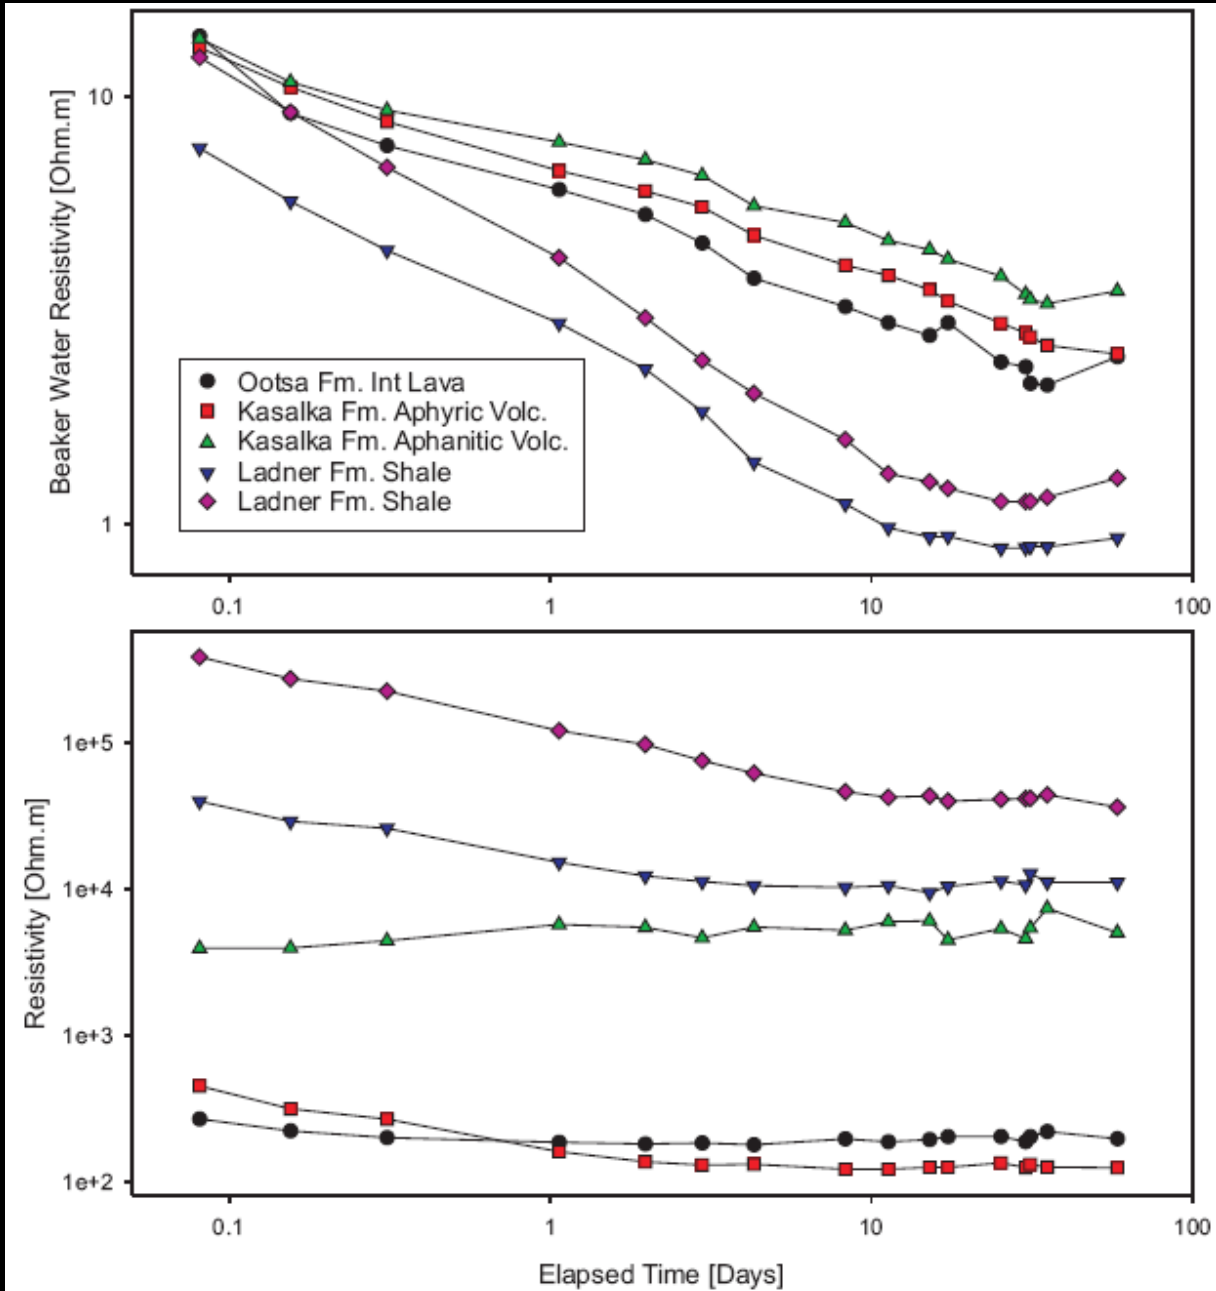 Beaker Water Resistivity [Ohm.m]
10
1
Ootsa Fm. Int Lava
Kasalka Fm. Aphyric Volc.
Kasalka Fm. Aphanitic Volc.
Ladner Fm. Shale
Ladner Fm. Shale
0.1
1
10
100
Resistivity [Ohm.m]
1e+5
1e+4
1e+3
1e+2
0.1
1
10
100
Elapsed Time [Days]